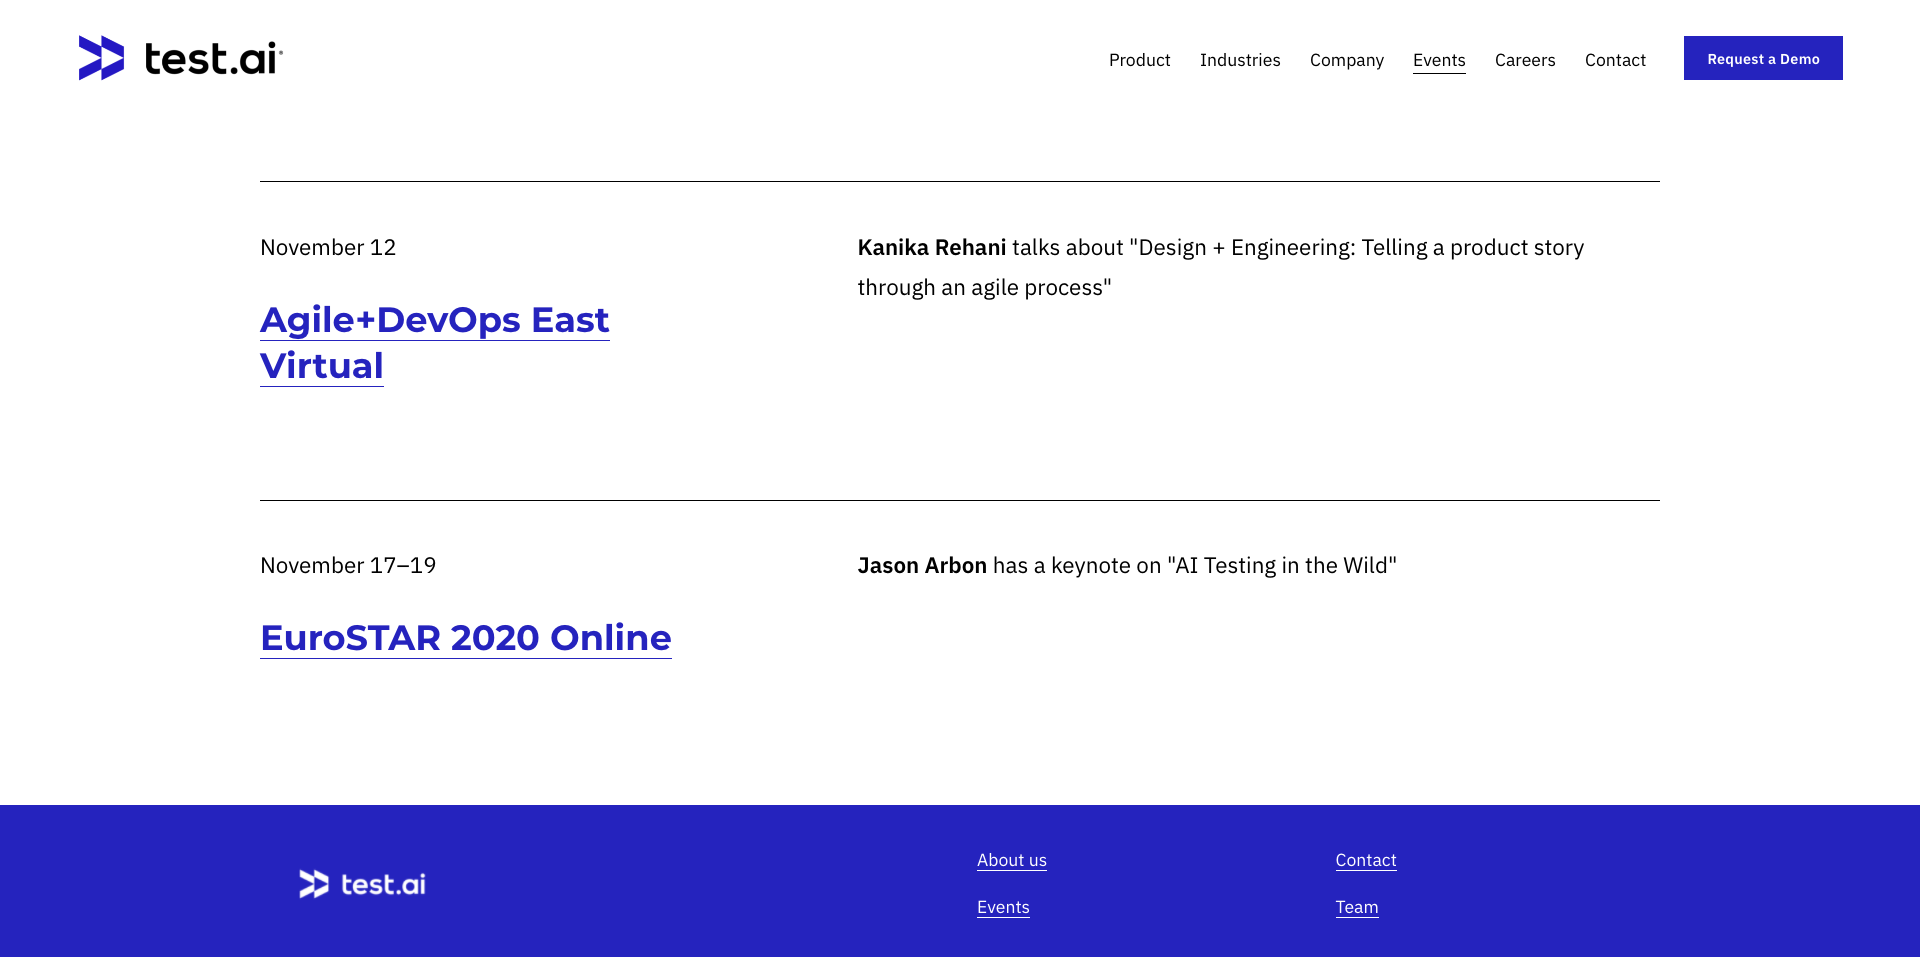 test.ai
Product Industries Company Events Careers Contact Request a Demo
November 12
Agile+DevOps East
Virtual
Kanika Rehani talks about "Design + Engineering: Telling a product story
through an agile process"
November 17–19
EuroSTAR 2020 Online
Jason Arbon has a keynote on "AI Testing in the Wild"
test.ai
About us
Events
Contact
Team